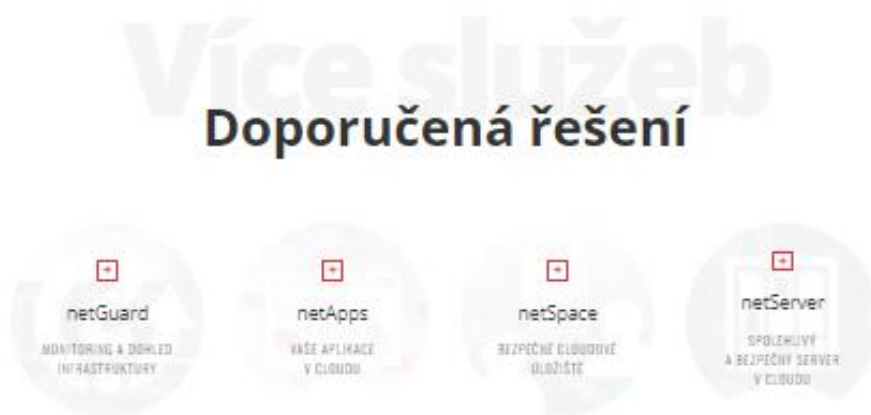 Více služeb
Doporučená řešení
netGuard
MONITORING A DOHLED
INFRASTRUKTURY
netApps
VAŠE APLIKACE
V CLOUDU
netSpace
BEZPEČNÉ CLOUDOVÉ
ÚLOŽIŠTĚ
netServer
SPOLEHLIVÝ
A BEZPEČNÝ SERVER
V CLOUDU